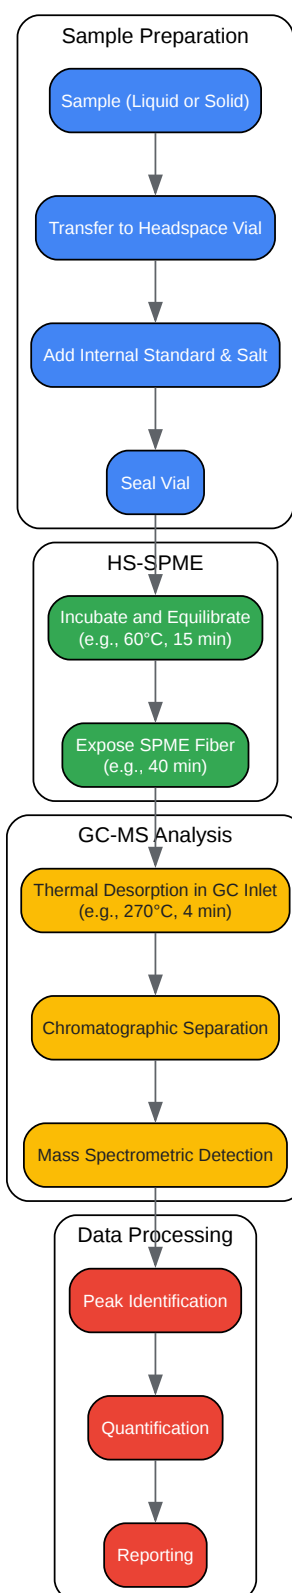 Sample Preparation
Sample (Liquid or Solid)
Transfer to Headspace Vial
Add Internal Standard & Salt
Seal Vial
HS-SPME
Incubate and Equilibrate
(e.g., 60°C, 15 min)
Expose SPME Fiber
(e.g., 40 min)
GC-MS Analysis
Thermal Desorption in GC Inlet
(e.g., 270°C, 4 min)
Chromatographic Separation
Mass Spectrometric Detection
Data Processing
Peak Identification
Quantification
Reporting